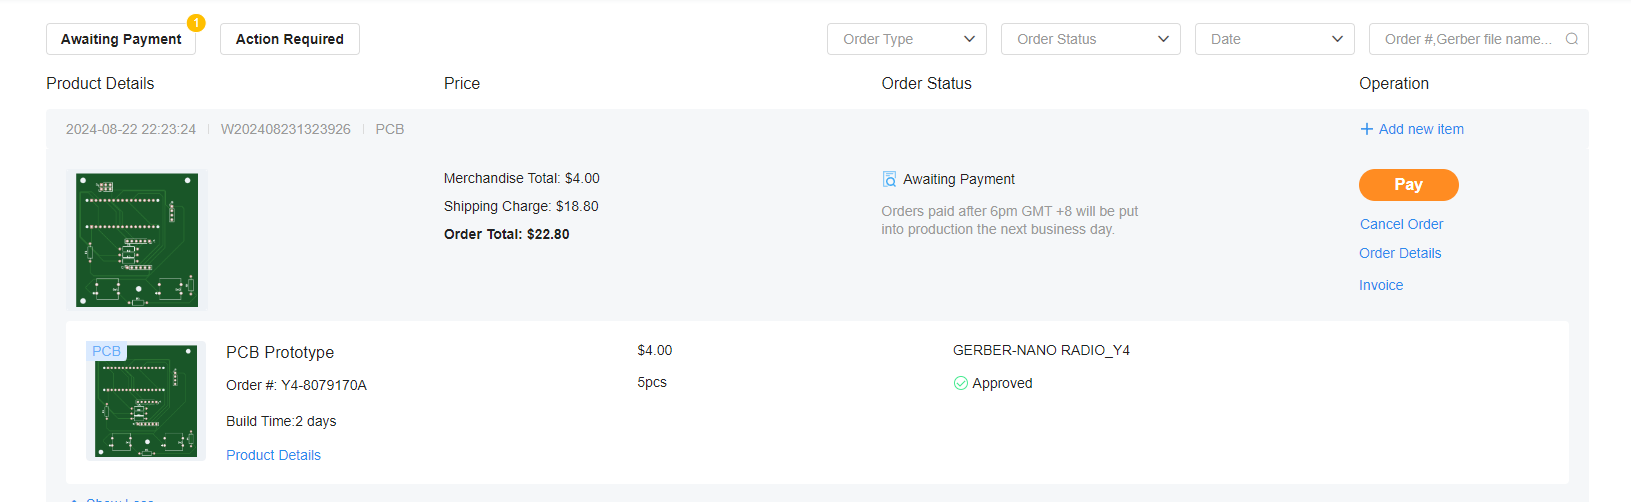 Awaiting Payment
1
Action Required
Order Type
Order Status
Date
Order #,Gerber file name...
Product Details
Price
Order Status
Operation
2024-08-22 22:23:24
W202408231323926
PCB
Add new item
Merchandise Total: $4.00
Shipping Charge: $18.80
Order Total: $22.80
Awaiting Payment
Orders paid after 6pm GMT +8 will be put
into production the next business day.
Pay
Cancel Order
Order Details
Invoice
PCB
PCB Prototype
Order #: Y4-8079170A
Build Time:2 days
Product Details
$4.00
5pcs
GERBER-NANO RADIO_Y4
Approved
Show Less